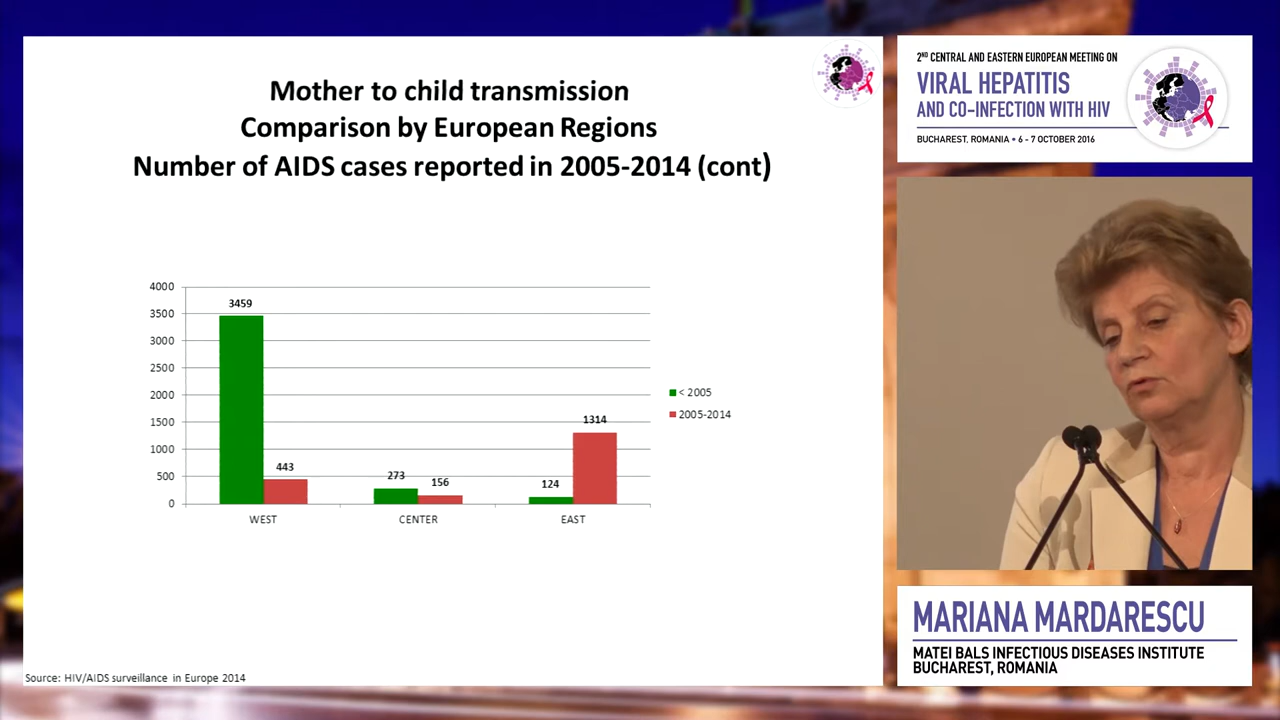 Mother to child transmission
Comparison by European Regions
Number of AIDS cases reported in 2005-2014 (cont)
4000
3500
3000
2500
2000
1500
1000
500
0
3459
443
273
156
124
1314
WEST
CENTER
EAST
< 2005
2005-2014
Source: HIV/AIDS surveillance in Europe 2014
2ND CENTRAL AND EASTERN EUROPEAN MEETING ON
VIRAL HEPATITIS
AND CO-INFECTION WITH HIV
BUCHAREST, ROMANIA • 6 - 7 OCTOBER 2016
MARIANA MARDARESCU
MATEI BALS INFECTIOUS DISEASES INSTITUTE
BUCHAREST, ROMANIA